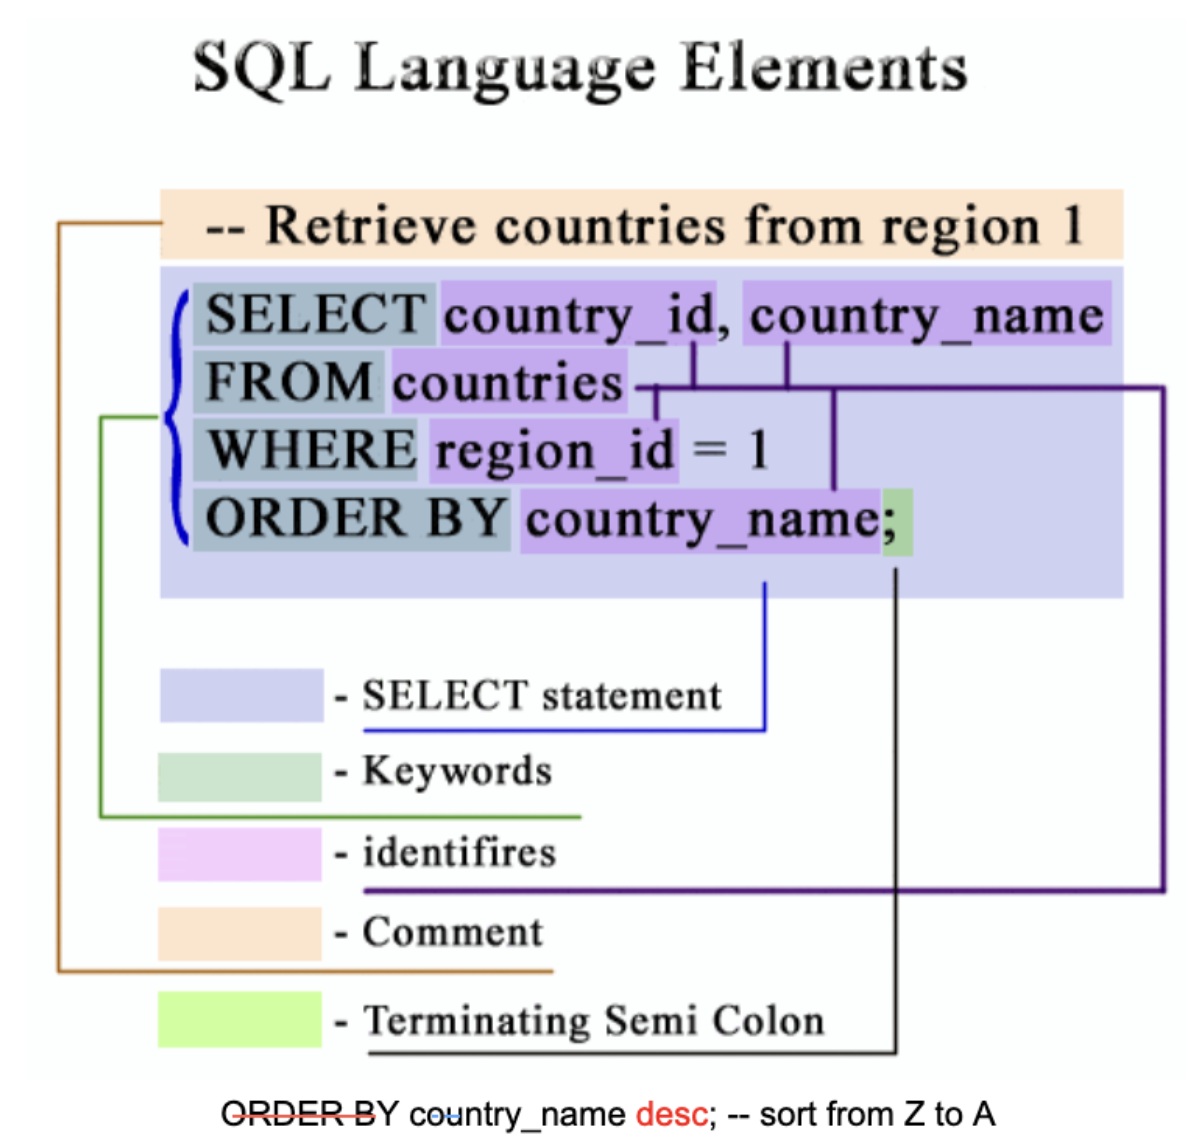 SQL Language Elements
-- Retrieve countries from region 1
SELECT country_id, country_name
FROM countries
WHERE region_id = 1
ORDER BY country_name;
- SELECT statement
- Keywords
- identifires
- Comment
- Terminating Semi Colon
ORDER BY country_name desc; -- sort from Z to A